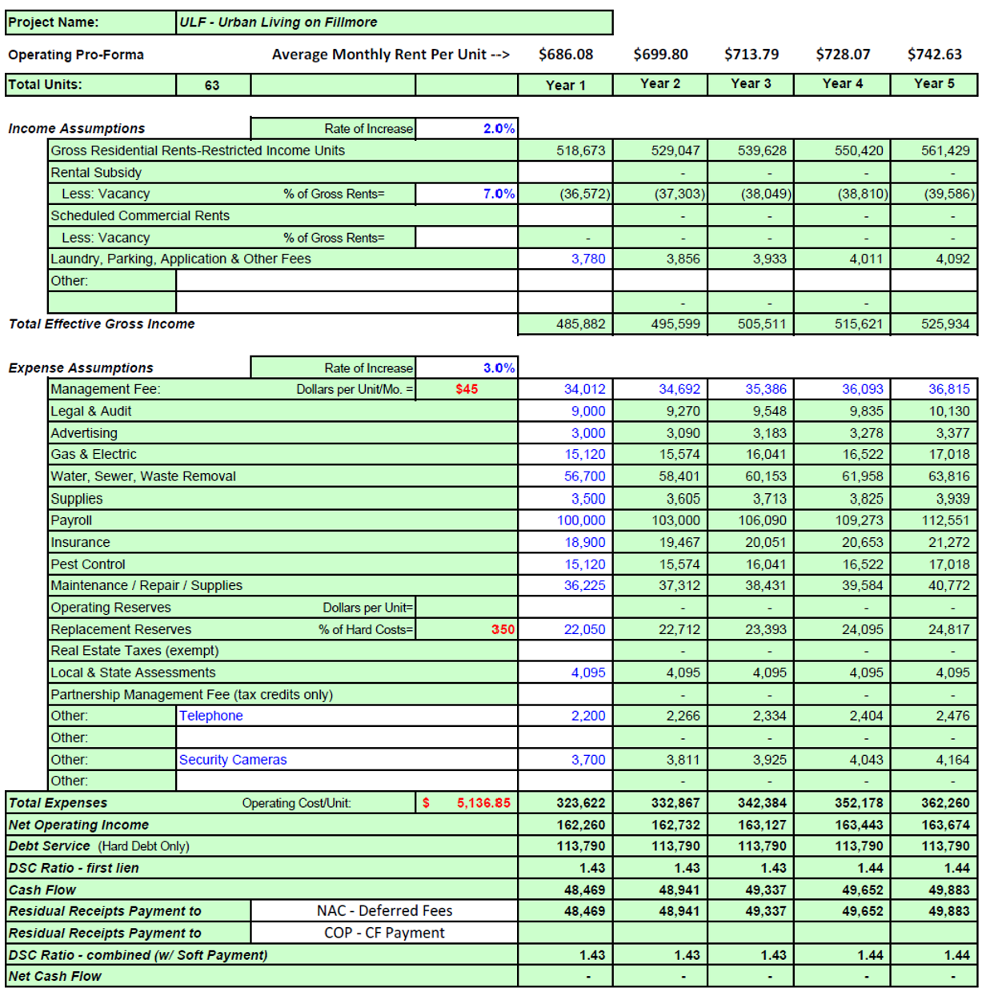 Project Name: ULF - Urban Living on Fillmore
Operating Pro-Forma Average Monthly Rent Per Unit --> $686.08 $699.80 $713.79 $728.07 $742.63
Total Units: 63 Year 1 Year 2 Year 3 Year 4 Year 5
Income Assumptions Rate of Increase 2.0%
Gross Residential Rents-Restricted Income Units 518,673 529,047 539,628 550,420 561,429
Rental Subsidy - - - -
Less: Vacancy % of Gross Rents= 7.0% (36,572) (37,303) (38,049) (38,810) (39,586)
Scheduled Commercial Rents - - - -
Less: Vacancy % of Gross Rents= - - - - -
Laundry, Parking, Application & Other Fees 3,780 3,856 3,933 4,011 4,092
Other:
- - -
Total Effective Gross Income 485,882 495,599 505,511 515,621 525,934
Expense Assumptions Rate of Increase 3.0%
Management Fee: Dollars per Unit/Mo. = $45 34,012 34,692 35,386 36,093 36,815
Legal & Audit 9,000 9,270 9,548 9,835 10,130
Advertising 3,000 3,090 3,183 3,278 3,377
Gas & Electric 15,120 15,574 16,041 16,522 17,018
Water, Sewer, Waste Removal 56,700 58,401 60,153 61,958 63,816
Supplies 3,500 3,605 3,713 3,825 3,939
Payroll 100,000 103,000 106,090 109,273 112,551
Insurance 18,900 19,467 20,051 20,653 21,272
Pest Control 15,120 15,574 16,041 16,522 17,018
Maintenance / Repair / Supplies 36,225 37,312 38,431 39,584 40,772
Operating Reserves Dollars per Unit= - - - -
Replacement Reserves % of Hard Costs= 350 22,050 22,712 23,393 24,095 24,817
Real Estate Taxes (exempt) - - - -
Local & State Assessments 4,095 4,095 4,095 4,095 4,095
Partnership Management Fee (tax credits only) - - - -
Other: Telephone 2,200 2,266 2,334 2,404 2,476
Other: - - - -
Other: Security Cameras 3,700 3,811 3,925 4,043 4,164
Other: - - - -
Total Expenses Operating Cost/Unit: $ 5,136.85 323,622 332,867 342,384 352,178 362,260
Net Operating Income 162,260 162,732 163,127 163,443 163,674
Debt Service (Hard Debt Only) 113,790 113,790 113,790 113,790 113,790
DSC Ratio - first lien 1.43 1.43 1.43 1.44 1.44
Cash Flow 48,469 48,941 49,337 49,652 49,883
Residual Receipts Payment to NAC - Deferred Fees 48,469 48,941 49,337 49,652 49,883
Residual Receipts Payment to COP - CF Payment
DSC Ratio - combined (w/ Soft Payment) 1.43 1.43 1.43 1.44 1.44
Net Cash Flow - - - - -